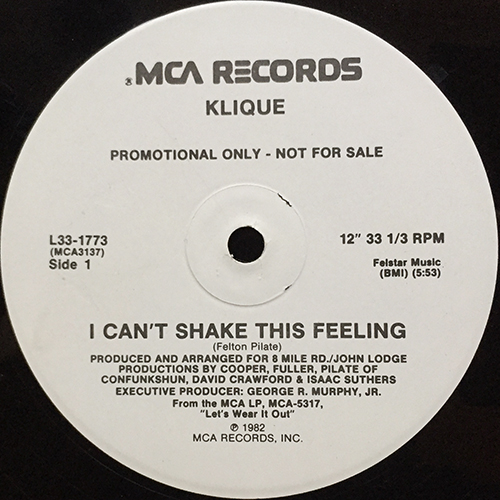 MCA RECORDS
KLIQUE
PROMOTIONAL ONLY - NOT FOR SALE
L33-1773
(MCA3137)
Side 1
12" 33 1/3 RPM
Felstar Music
(BMI) (5:53)
I CAN'T SHAKE THIS FEELING
(Felton Pilate)
PRODUCED AND ARRANGED FOR 8 MILE RD./JOHN LODGE
PRODUCTIONS BY COOPER, FULLER, PILATE OF
CONFUNKSHUN, DAVID CRAWFORD & ISAAC SUTHERS
EXECUTIVE PRODUCER: GEORGE R. MURPHY, JR.
From the MCA LP, MCA-5317,
"Let's Wear It Out"
℗ 1982
MCA RECORDS, INC.